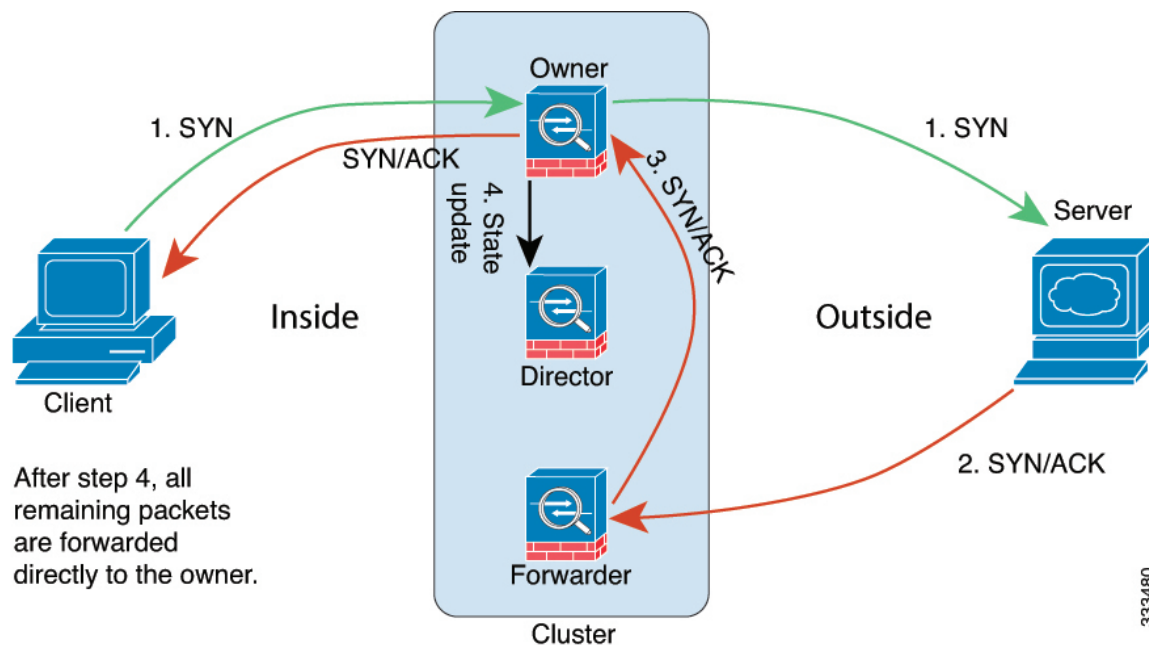 Owner
1. SYN
1. SYN
SYN/ACK
3. SYN/ACK
4. State
update
Server
Inside
Outside
Director
Client
2. SYN/ACK
After step 4, all
remaining packets
are forwarded
directly to the owner.
Forwarder
333480
Cluster